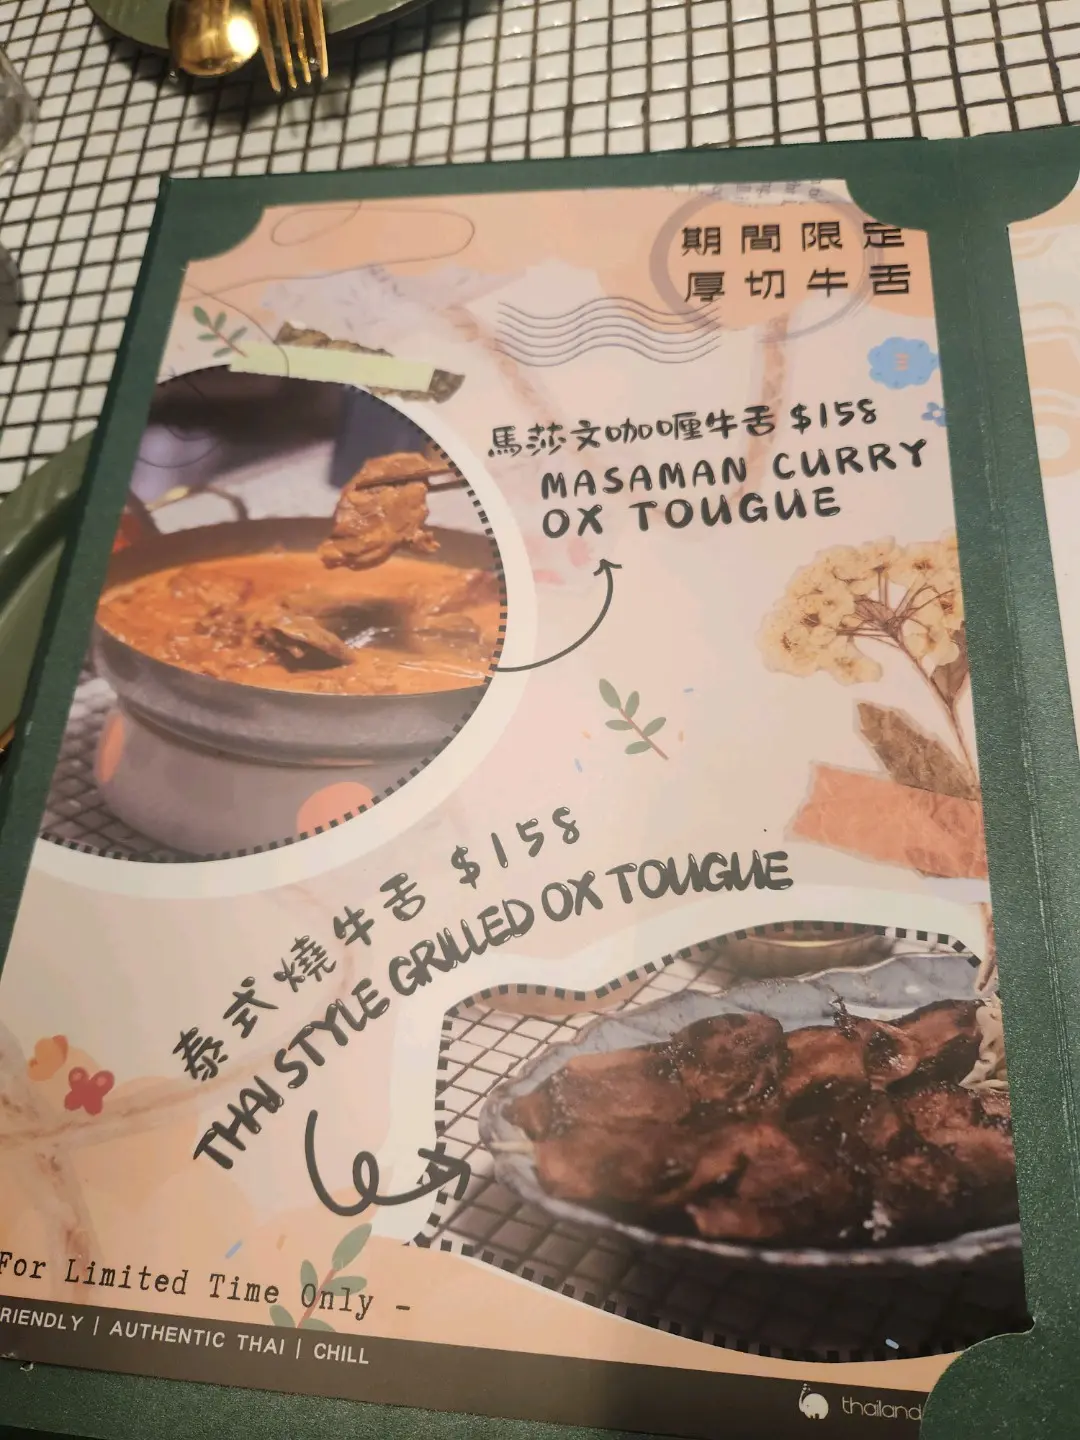 期間限定
厚切牛舌
馬莎文咖喱牛舌 $158
MASAMAN CURRY
OX TOUGUE
泰式燒牛舌 $158
THAI STYLE GRILLED OX TOUGUE
For Limited Time Only -
RIENDLY | AUTHENTIC THAI | CHILL
thailand